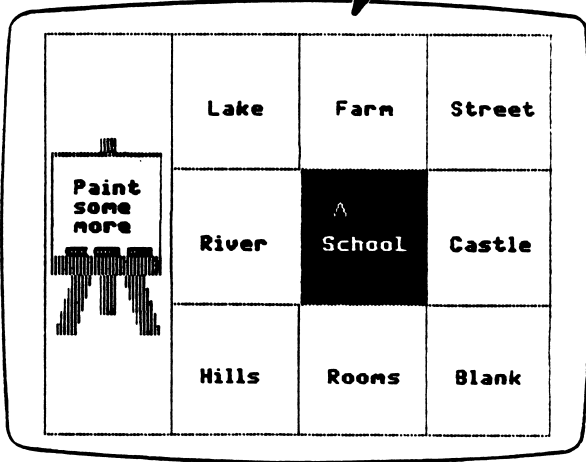 Lake Farm Street
Paint
some
more
River School Castle
Hills Rooms Blank